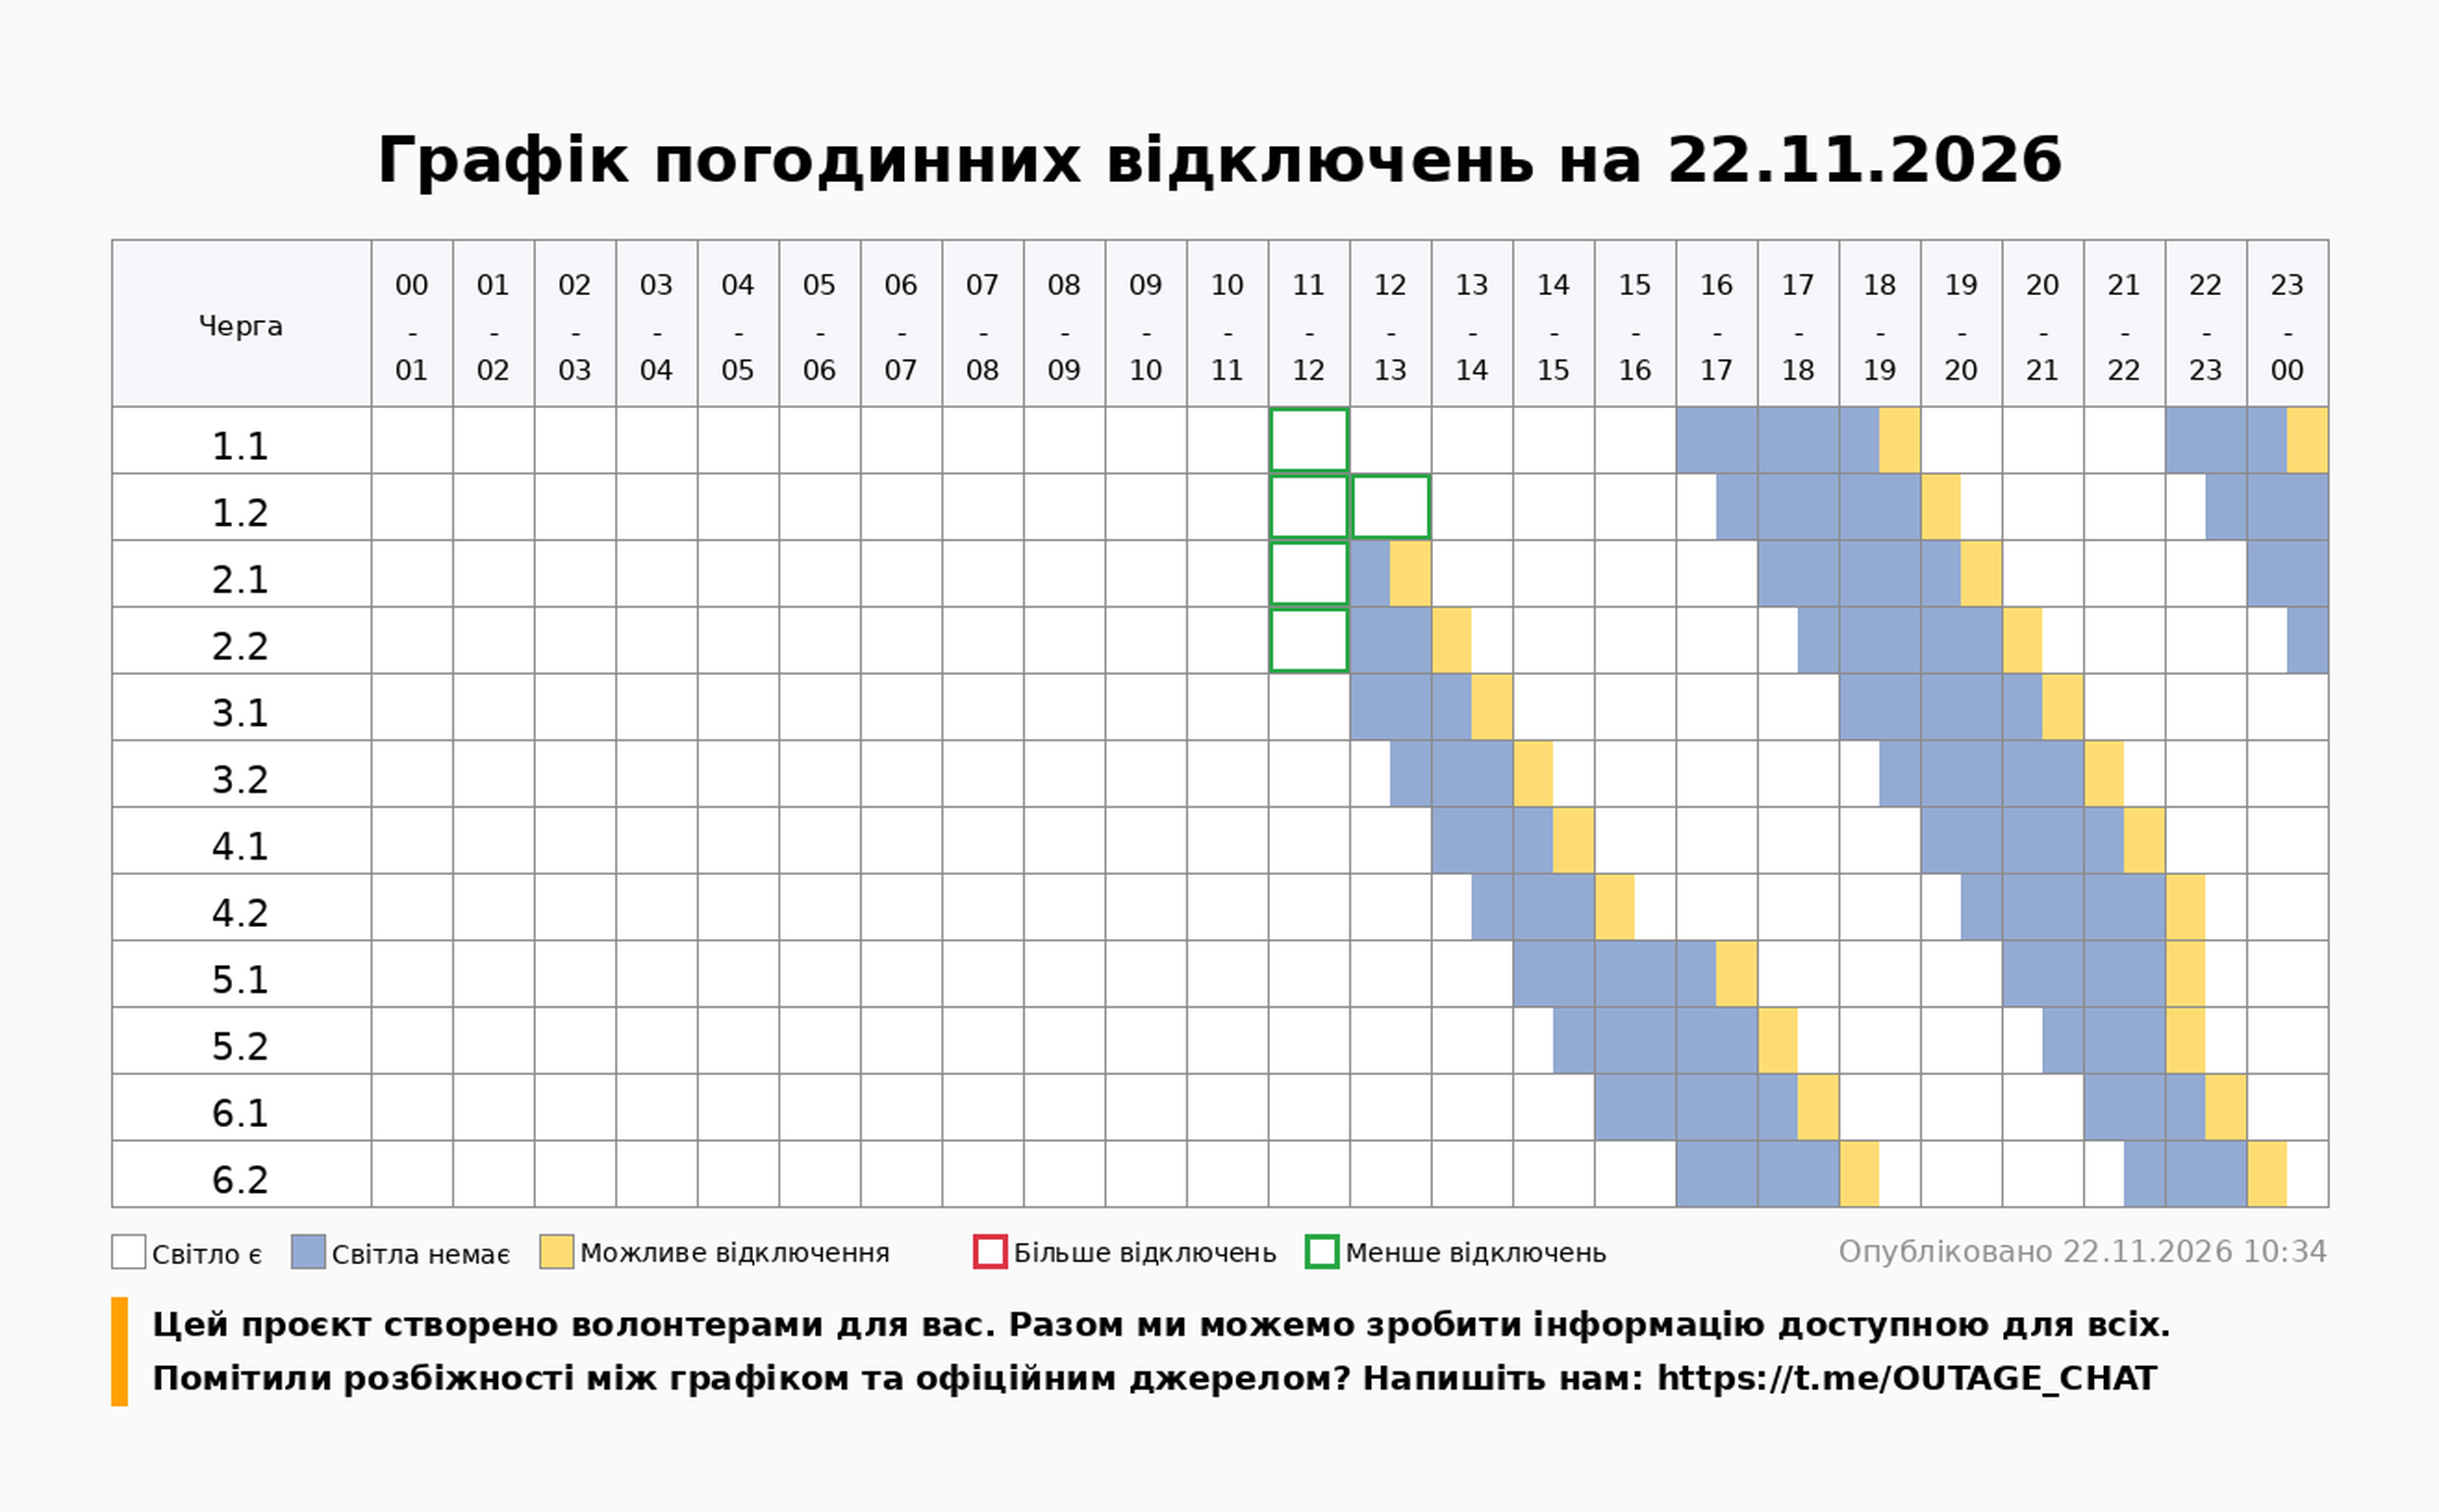 Графік погодинних відключень на 22.11.2026
Черга 00 - 01 01 - 02 02 - 03 03 - 04 04 - 05 05 - 06 06 - 07 07 - 08 08 - 09 09 - 10 10 - 11 11 - 12 12 - 13 13 - 14 14 - 15 15 - 16 16 - 17 17 - 18 18 - 19 19 - 20 20 - 21 21 - 22 22 - 23 23 - 00
1.1
1.2
2.1
2.2
3.1
3.2
4.1
4.2
5.1
5.2
6.1
6.2
Світло є Світла немає Можливе відключення Більше відключень Менше відключень Опубліковано 22.11.2026 10:34
Цей проєкт створено волонтерами для вас. Разом ми можемо зробити інформацію доступною для всіх.
Помітили розбіжності між графіком та офіційним джерелом? Напишіть нам: https://t.me/OUTAGE_CHAT